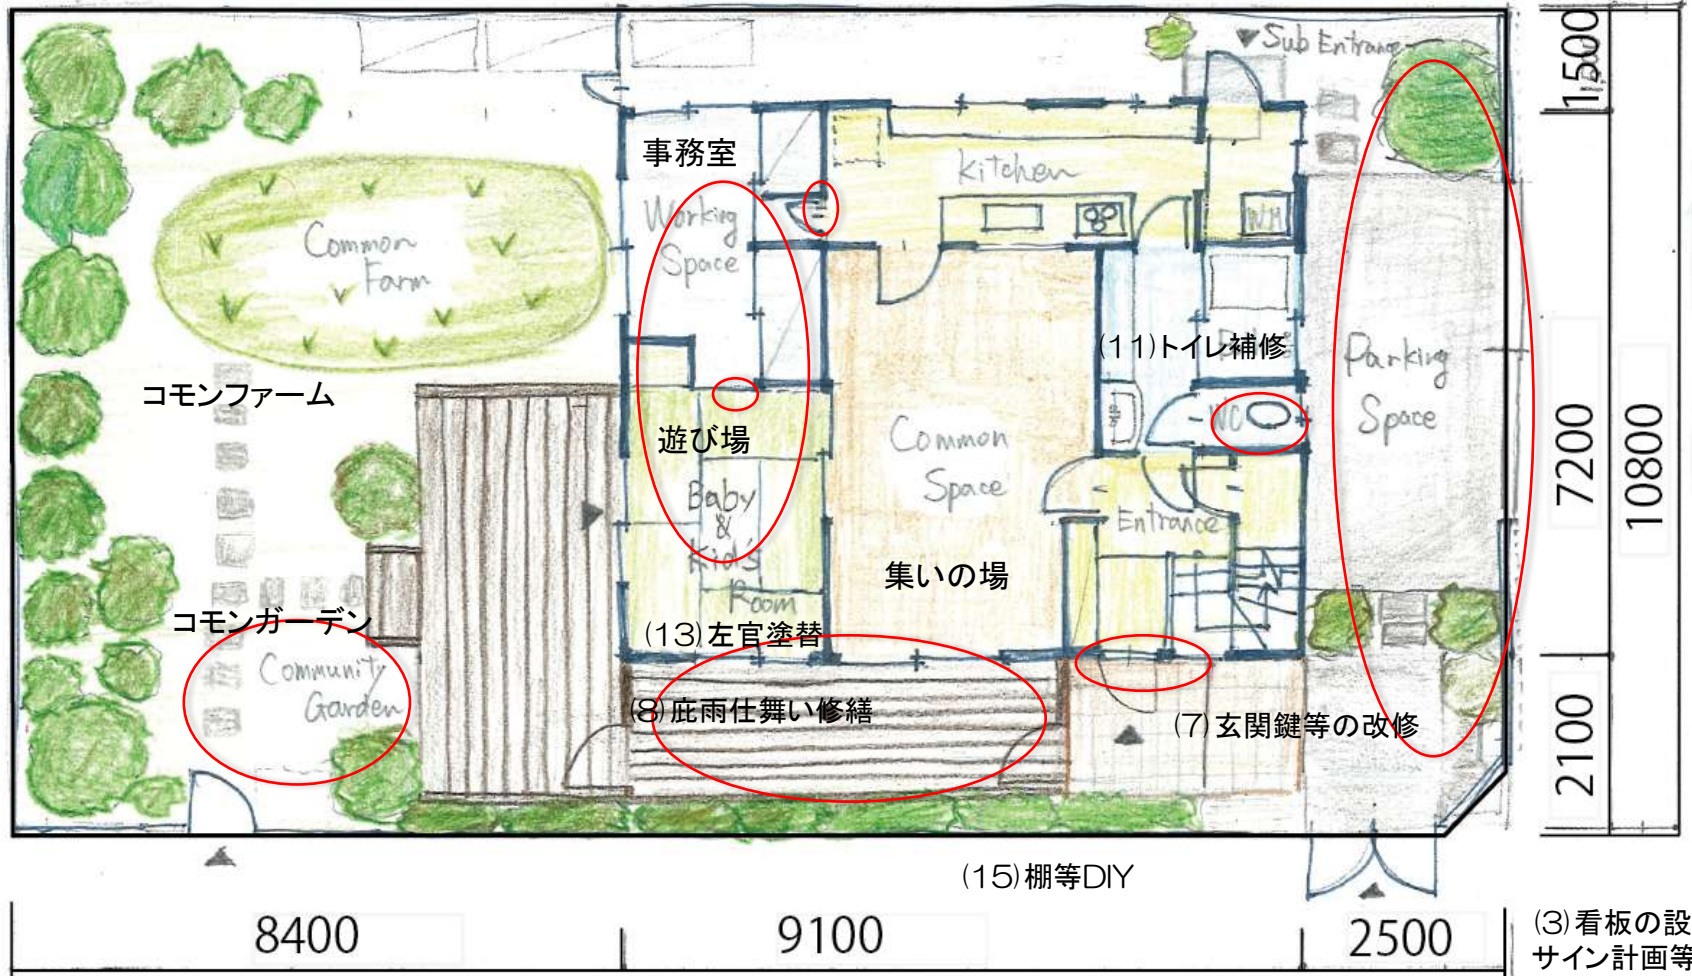 ▼Sub Entrance
1500
事務室
kitchen
Working
Space
WM
Common
Farm
(11)トイレ補修
Parking
Space
コモンファーム
WC
遊び場
Common
Space
7200
10800
Baby
&
Kid's
Room
Entrance
集いの場
コモンガーデン
(13)左官塗替
Community
Garden
(8)庇雨仕舞い修繕
(7)玄関鍵等の改修
2100
(15)棚等DIY
8400
9100
2500
(3)看板の設
サイン計画等